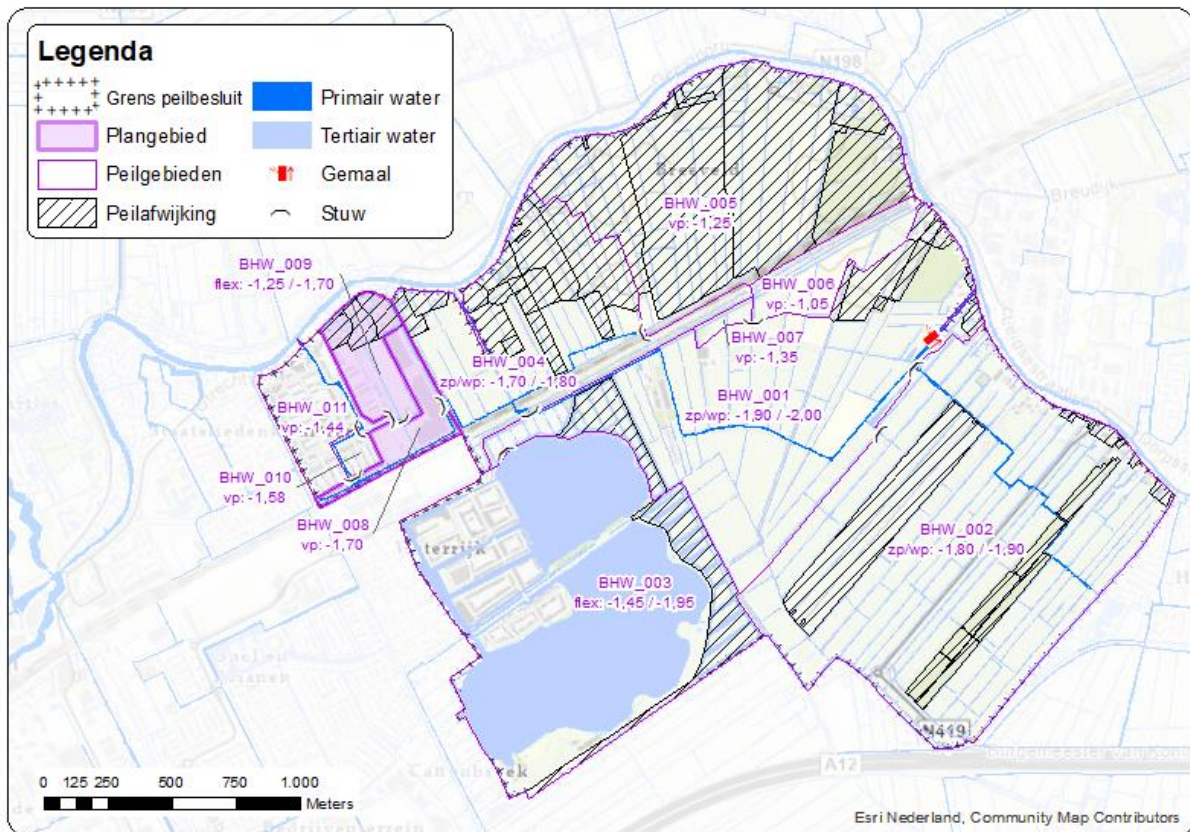 Legenda
Grens peilbesluit
Primair water
Plangebied
Tertiair water
Peilgebieden
Gemaal
Peilafwijking
Stuw
N198
Breeveld
BHW_005
vp: -1,25
Breudijk
BHW_009
flex: -1,25 / -1,70
BHW_006
vp: -1,05
BHW_007
vp: -1,35
BHW_004
zp/wp: -1,70 / -1,80
BHW_001
zp/wp: -1,90 / -2,00
BHW_011
vp: -1,44
BHW_010
vp: -1,58
BHW_008
vp: -1,70
BHW_002
zp/wp: -1,80 / -1,90
terrijk
BHW_003
flex: -1,45 / -1,95
N419
A12
0 125 250 500 750 1.000
Meters
Bedrijventerrein
Esri Nederland, Community Map Contributors